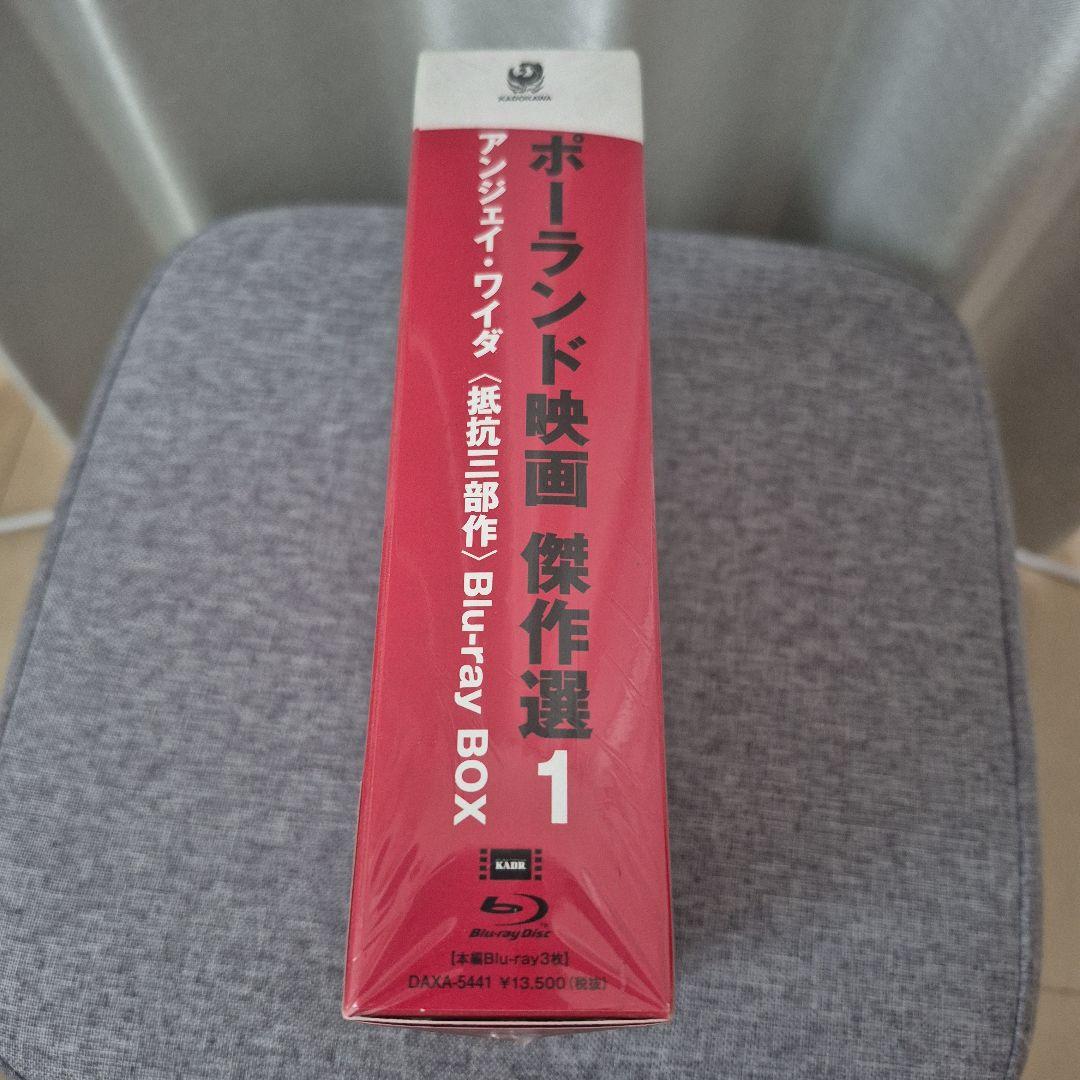 KADOKAWA
ポーランド映画 傑作選 1
アンジェイ・ワイダ〈抵抗三部作〉Blu-ray BOX
KADR
Blu-ray Disc
【本編Blu-ray3枚】
DAXA-5441 ¥13,500(税抜)